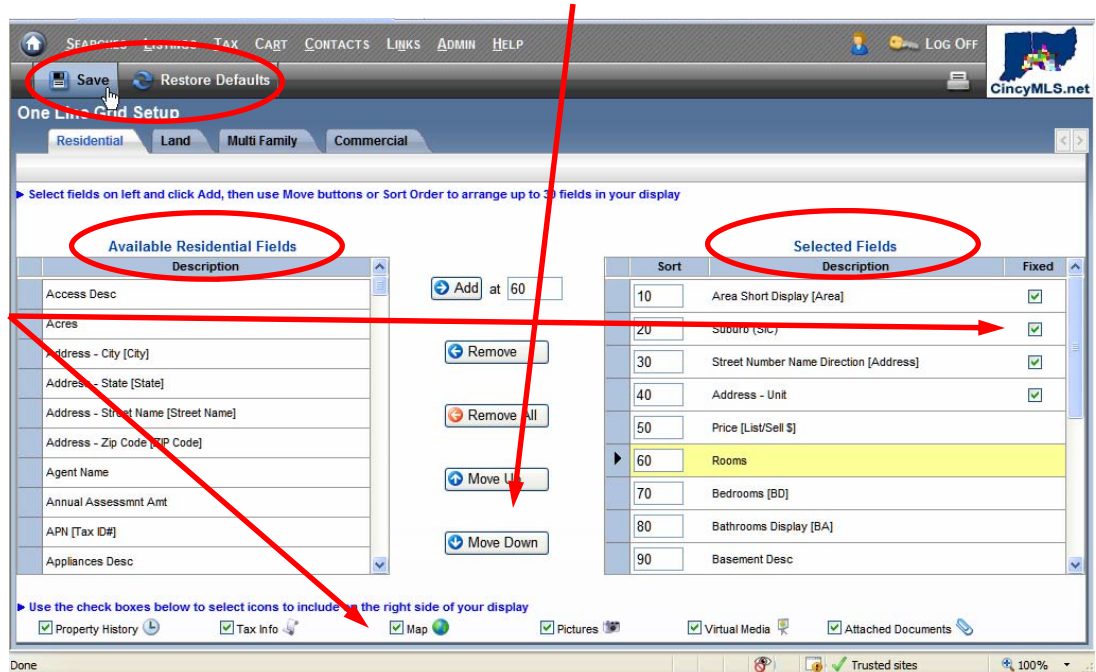 SEARCHES LISTINGS TAX CART CONTACTS LINKS ADMIN HELP LOG OFF
Save Restore Defaults
CincyMLS.net
One Line Grid Setup
Residential Land Multi Family Commercial
Select fields on left and click Add, then use Move buttons or Sort Order to arrange up to 30 fields in your display
Available Residential Fields
Description
Access Desc
Acres
Address - City [City]
Address - State [State]
Address - Street Name [Street Name]
Address - Zip Code [ZIP Code]
Agent Name
Annual Assessmnt Amt
APN [Tax ID#]
Appliances Desc
Add at 60
Remove
Remove All
Move Up
Move Down
Selected Fields
Sort Description Fixed
10 Area Short Display [Area]
20 Suburb (SIC)
30 Street Number Name Direction [Address]
40 Address - Unit
50 Price [List/Sell $]
60 Rooms
70 Bedrooms [BD]
80 Bathrooms Display [BA]
90 Basement Desc
Use the check boxes below to select icons to include on the right side of your display
Property History Tax Info Map Pictures Virtual Media Attached Documents
Done Trusted sites 100%